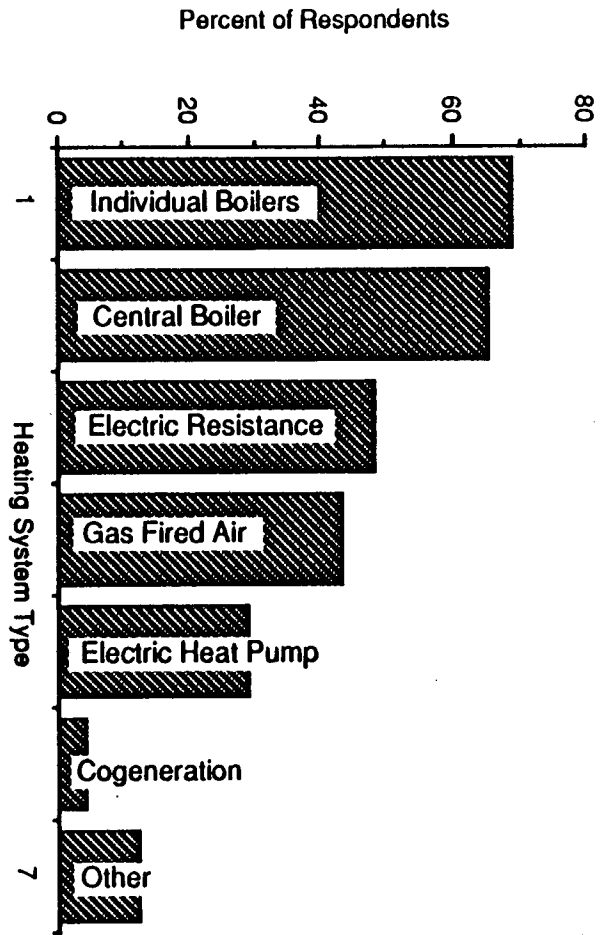 Percent of Respondents
0
20
40
60
80
Individual Boilers
Central Boiler
Electric Resistance
Gas Fired Air
Electric Heat Pump
Cogeneration
Other
1
Heating System Type
7